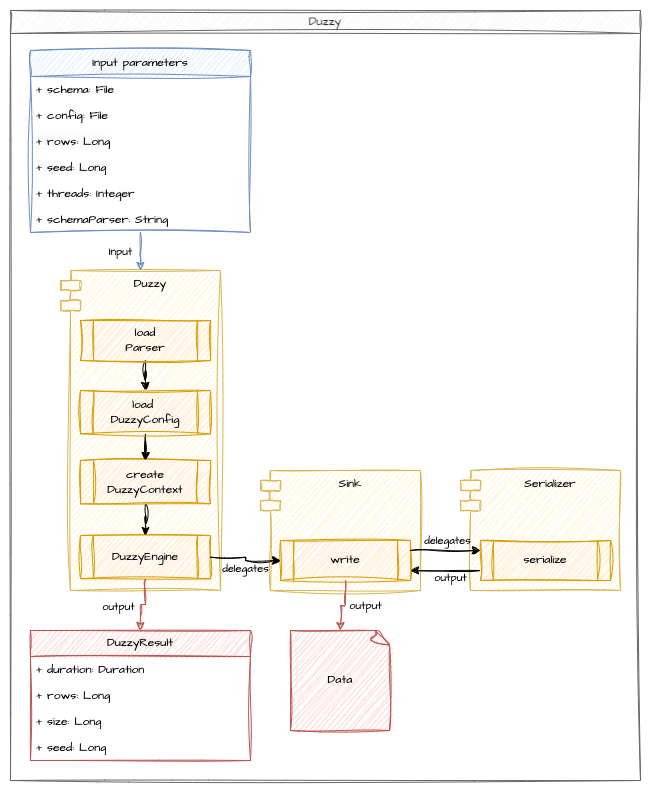 Duzzy
Input parameters
+ schema: File
+ config: File
+ rows: Long
+ seed: Long
+ threads: Integer
+ schemaParser: String
Input
Duzzy
load
Parser
load
DuzzyConfig
create
DuzzyContext
DuzzyEngine
delegates
Sink
write
delegates
output
Serializer
serialize
output
DuzzyResult
+ duration: Duration
+ rows: Long
+ size: Long
+ seed: Long
output
Data